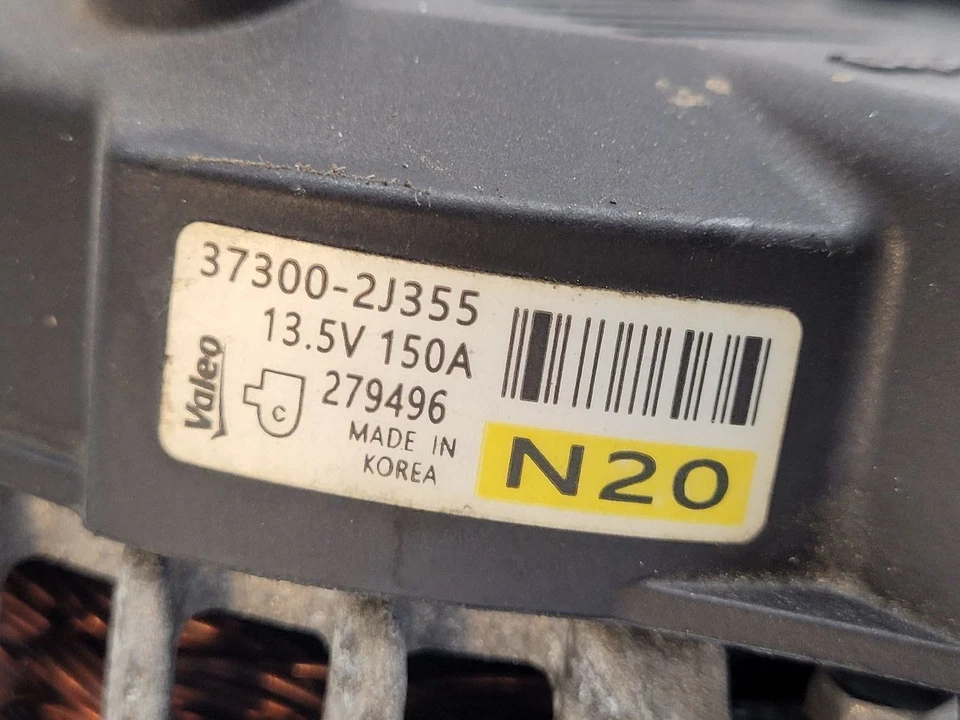 37300-2J355
13.5V 150A
279496
MADE IN
KOREA
Valeo
C
N20